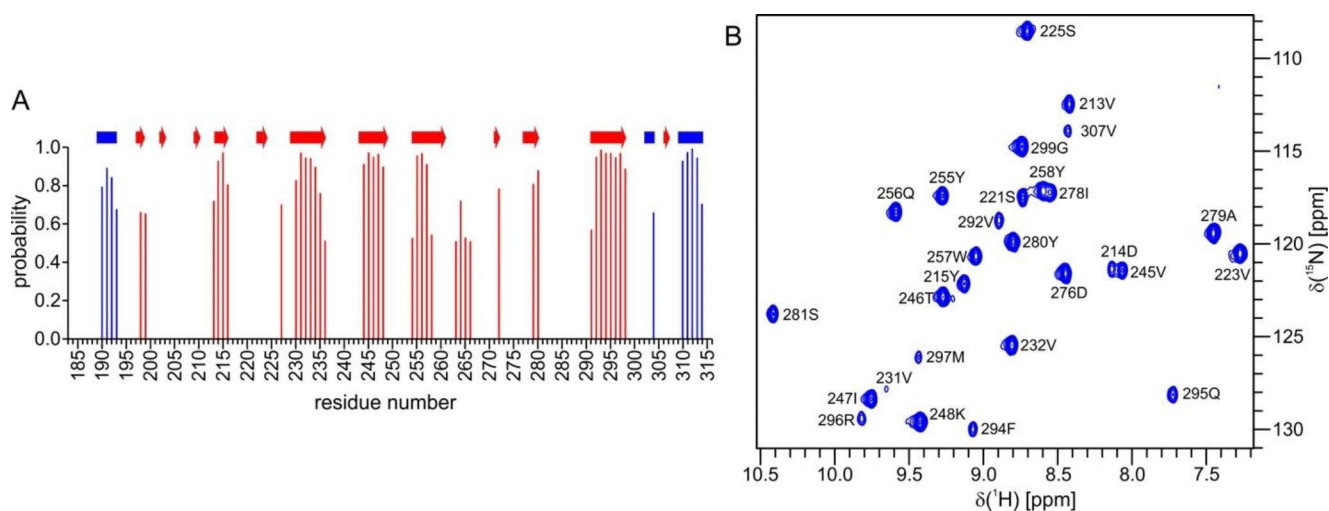 A
probability
1.0
0.8
0.6
0.4
0.2
0.0
185
190
195
200
205
210
215
220
225
230
235
240
245
250
255
260
265
270
275
280
285
290
295
300
305
310
315
residue number
B
225S
213V
307V
299G
258Y
255Y
221S
278I
256Q
292V
279A
280Y
257W
214D
223V
215Y
245V
246T
276D
281S
232V
297M
231V
295Q
247I
296R
248K
294F
110
115
120
125
130
δ(¹⁵N) [ppm]
10.5
10.0
9.5
9.0
8.5
8.0
7.5
δ(¹H) [ppm]